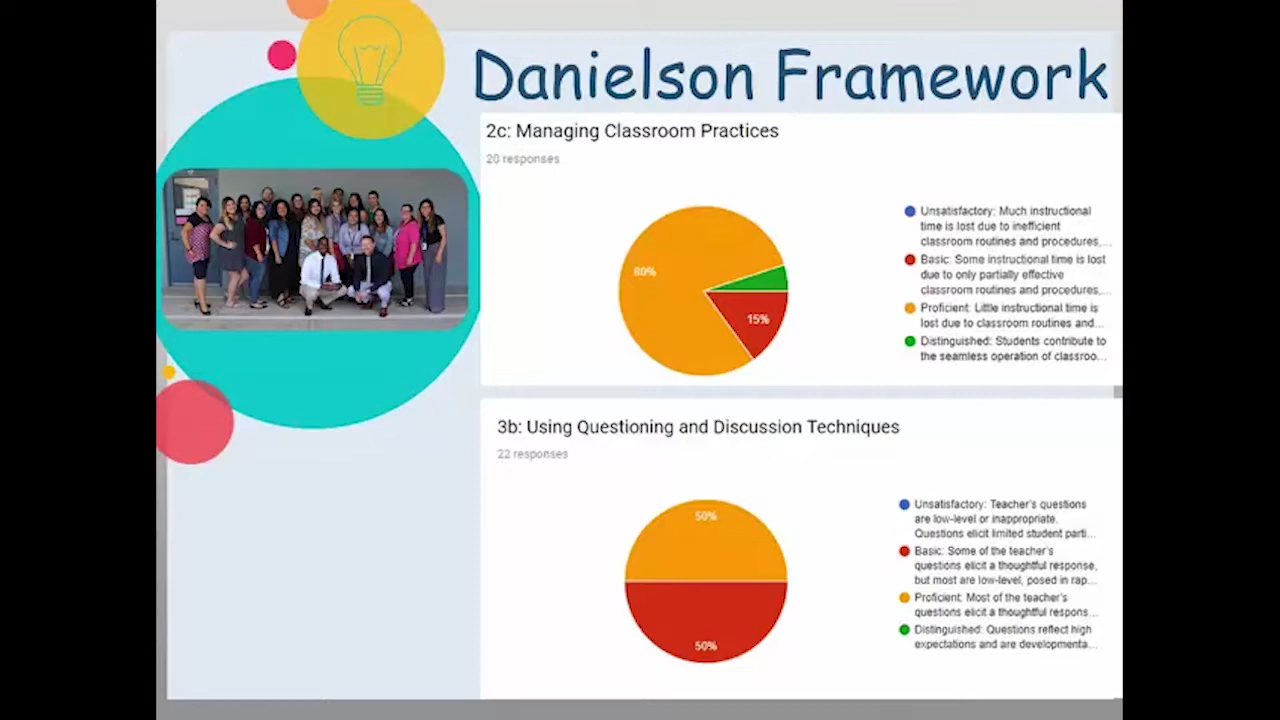 Danielson Framework
2c: Managing Classroom Practices
20 responses
80%
15%
Unsatisfactory: Much instructional
time is lost due to inefficient
classroom routines and procedures,...
Basic: Some instructional time is lost
due to only partially effective
classroom routines and procedures,...
Proficient: Little instructional time is
lost due to classroom routines and...
Distinguished: Students contribute to
the seamless operation of classroo...
3b: Using Questioning and Discussion Techniques
22 responses
50%
50%
Unsatisfactory: Teacher's questions
are low-level or inappropriate.
Questions elicit limited student parti...
Basic: Some of the teacher's
questions elicit a thoughtful response,
but most are low-level, posed in rap...
Proficient: Most of the teacher's
questions elicit a thoughtful respons...
Distinguished: Questions reflect high
expectations and are developmenta...